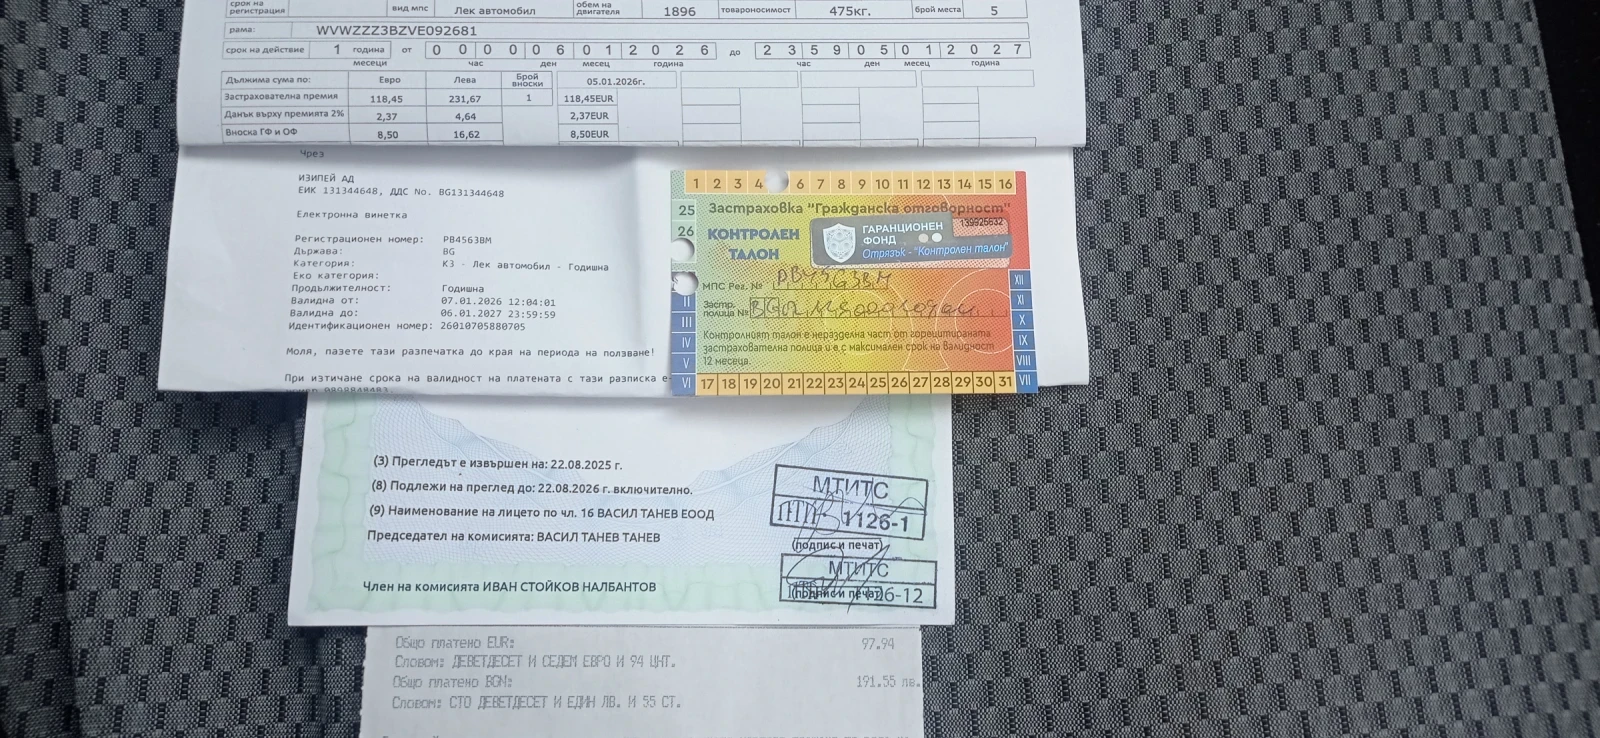 срок на регистрация вид мпс Лек автомобил обем на двигателя 1896 товароносимост 475кг. брой места 5
рама: WVWZZZ3BZVE092681
срок на действие 1 година от 0 0 0 0 0 6 0 1 2 0 2 6 до 2 3 5 9 0 5 0 1 2 0 2 7
месеци час ден месец година час ден месец година
Дължима сума по: Евро Лева Брой вноски 05.01.2026г.
Застрахователна премия 118,45 231,67 1 118,45EUR
Данък върху премията 2% 2,37 4,64 2,37EUR
Вноска ГФ и ОФ 8,50 16,62 8,50EUR
Чрез
ИЗИПЕЙ АД
ЕИК 131344648, ДДС No. BG131344648
Електронна винетка
Регистрационен номер: PB4563BM
Държава: BG
Категория: K3 - Лек автомобил - Годишна
Еко категория:
Продължителност: Годишна
Валидна от: 07.01.2026 12:04:01
Валидна до: 06.01.2027 23:59:59
Идентификационен номер: 26010705880705
Моля, пазете тази разпечатка до края на периода на ползване!
При изтичане срока на валидност на платената с тази разписка е-
1 2 3 4 6 7 8 9 10 11 12 13 14 15 16
25 Застраховка "Гражданска отговорност"
139925632
26 КОНТРОЛЕН ТАЛОН
ГАРАНЦИОНЕН ФОНД
Отрязък - "Контролен талон"
МПС Рег. №
Застр. полица №
Контролният талон е неразделна част от горецитираната
застрахователна полица и е с максимален срок на валидност
12 месеца.
II
III
IV
V
VI
17 18 19 20 21 22 23 24 25 26 27 28 29 30 31
XII
XI
X
IX
VIII
VII
(3) Прегледът е извършен на: 22.08.2025 г.
(8) Подлежи на преглед до: 22.08.2026 г. включително.
(9) Наименование на лицето по чл. 16 ВАСИЛ ТАНЕВ ЕООД
Председател на комисията: ВАСИЛ ТАНЕВ ТАНЕВ
Член на комисията ИВАН СТОЙКОВ НАЛБАНТОВ
МТИТС
1126-1
(подпис и печат)
МТИТС
26-12
(подпис и печат)
Общо платено EUR: 97.94
Словом: ДЕВЕТДЕСЕТ И СЕДЕМ ЕВРО И 94 ЦНТ.
Общо платено BGN: 191.55 лв.
Словом: СТО ДЕВЕТДЕСЕТ И ЕДИН ЛВ. И 55 СТ.